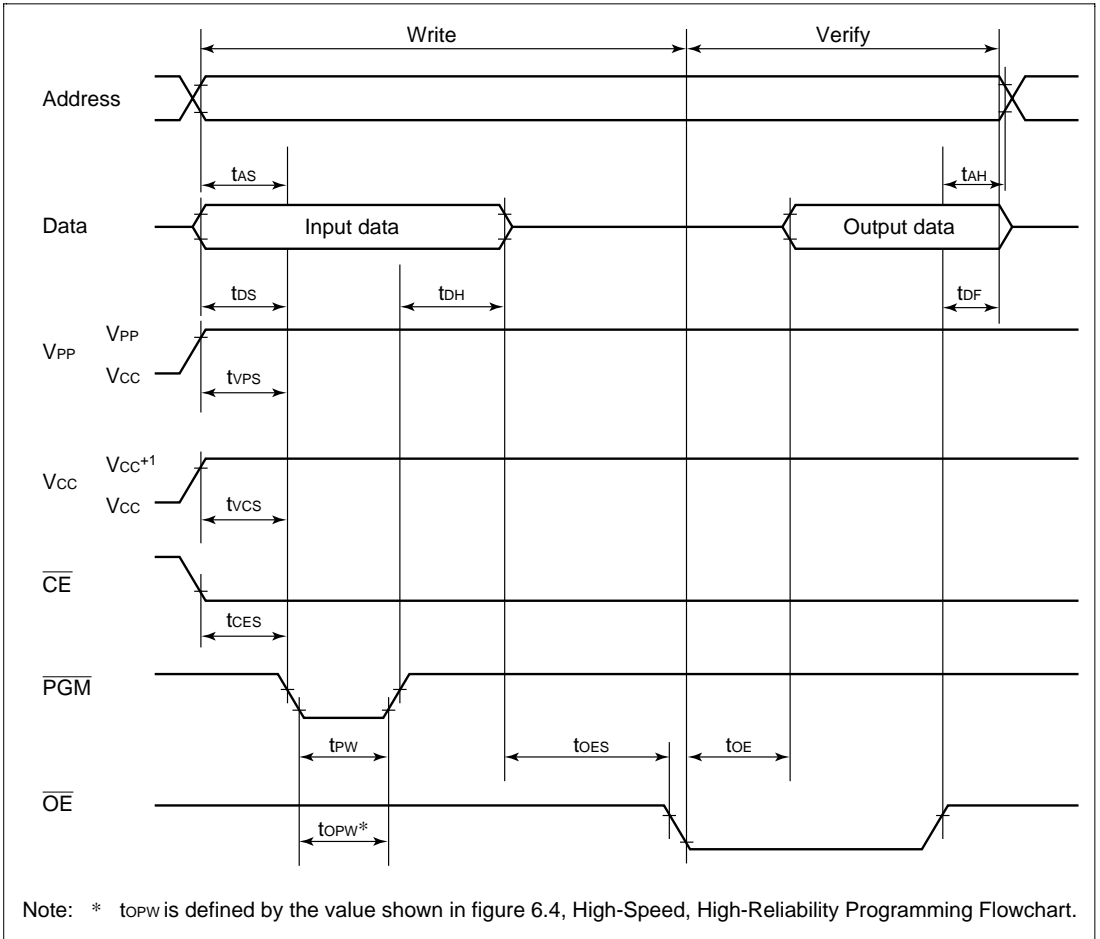 Write Verify
Address
tAS tAH
Data Input data Output data
tDS tDH tDF
VPP VPP
VCC
tVPS
VCC VCC+1
VCC
tVCS
CE
tCES
PGM
tPW tOES tOE
OE
tOPW*
Note: * tOPW is defined by the value shown in figure 6.4, High-Speed, High-Reliability Programming Flowchart.